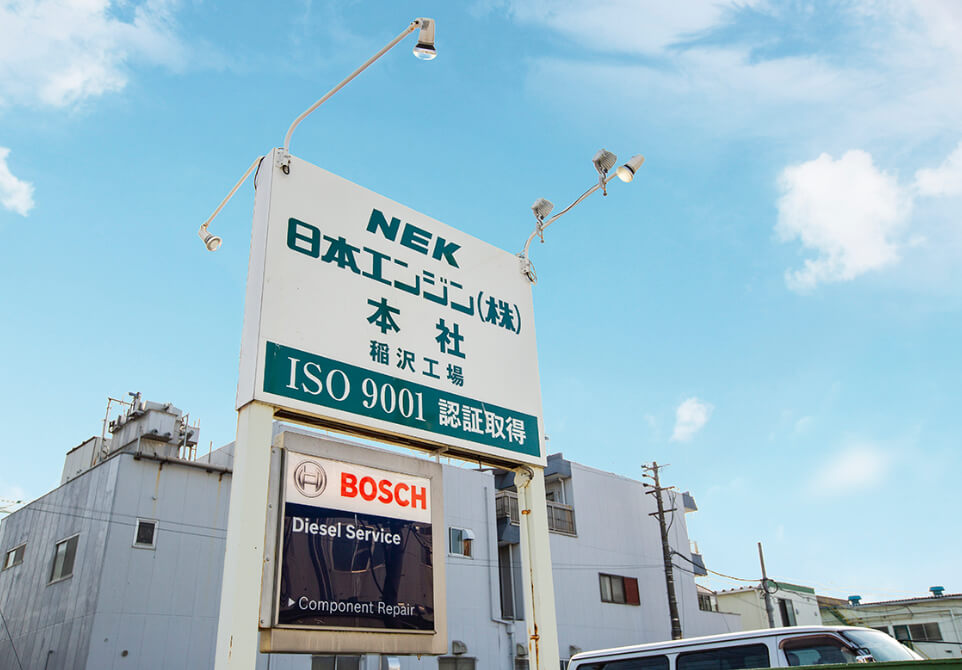 NEK
日本エンジン(株)
本社
稲沢工場
ISO 9001 認証取得
BOSCH
Diesel Service
Component Repair